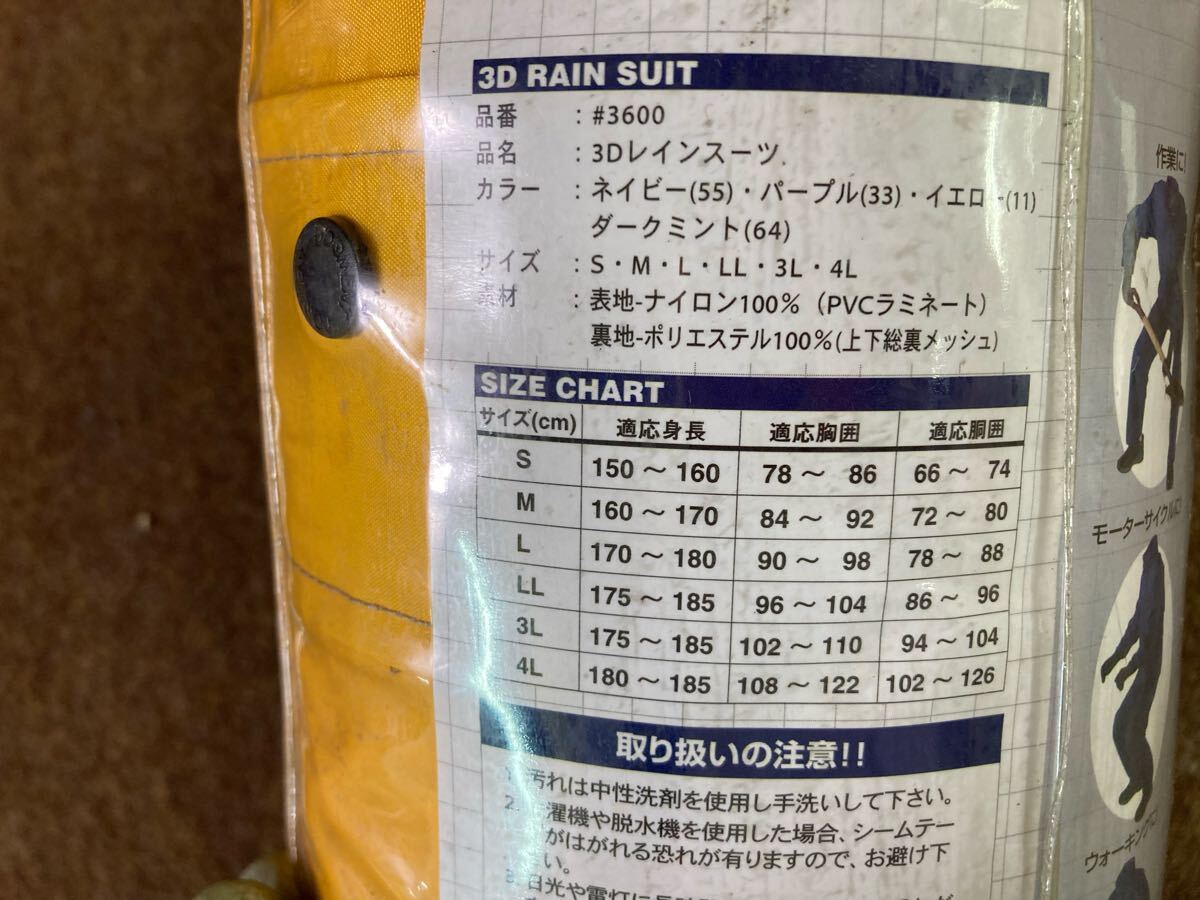 3D RAIN SUIT
品番 : #3600
品名 : 3Dレインスーツ
カラー : ネイビー(55)・パープル(33)・イエロー(11)
ダークミント(64)
サイズ : S・M・L・LL・3L・4L
素材 : 表地-ナイロン100%（PVCラミネート）
裏地-ポリエステル100%(上下総裏メッシュ)
SIZE CHART
サイズ(cm) 適応身長 適応胸囲 適応胴囲
S 150～160 78～ 86 66～ 74
M 160～170 84～ 92 72～ 80
L 170～180 90～ 98 78～ 88
LL 175～185 96～104 86～ 96
3L 175～185 102～110 94～104
4L 180～185 108～122 102～126
取り扱いの注意!!
汚れは中性洗剤を使用し手洗いして下さい。
2. 濯機や脱水機を使用した場合、シームテー
がはがれる恐れが有りますので、お避け下
い。
3. 日光や電灯に
作業に!
モーターサイクルに!
ウォーキングに!